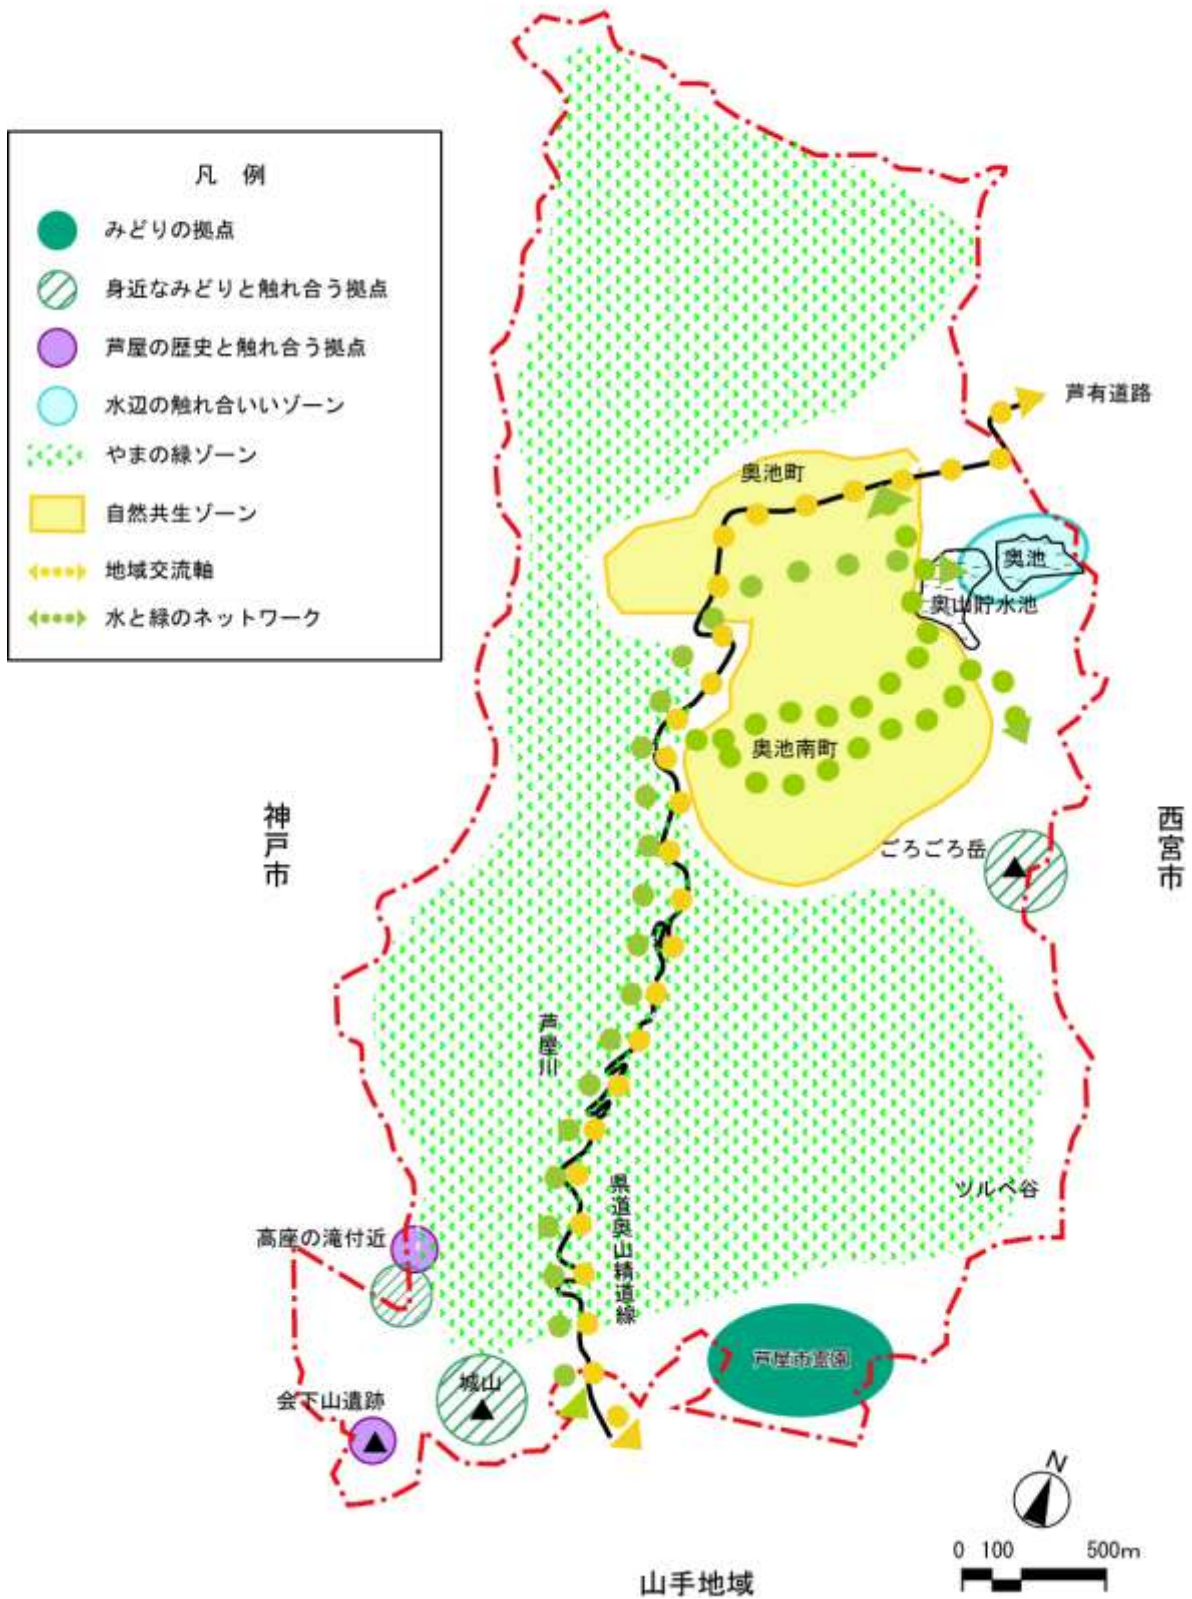 凡 例
みどりの拠点
身近なみどりと触れ合う拠点
芦屋の歴史と触れ合う拠点
水辺の触れ合いいゾーン
やまの緑ゾーン
自然共生ゾーン
地域交流軸
水と緑のネットワーク
芦有道路
奥池町
奥池
奥山貯水池
奥池南町
神戸市
西宮市
ごろごろ岳
芦屋川
県道奥山精道線
ツルベ谷
高座の滝付近
芦屋市霊園
城山
会下山遺跡
N
0 100 500m
山手地域